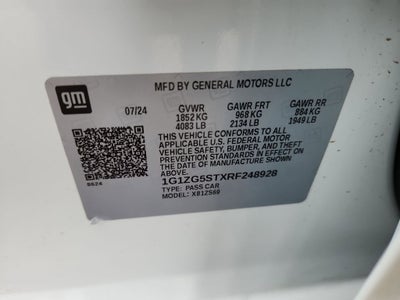 gm
MFD BY GENERAL MOTORS LLC
07/24 GVWR GAWR FRT GAWR RR
1852 KG 968 KG 884 KG
4083 LB 2134 LB 1949 LB
THIS VEHICLE CONFORMS TO ALL
APPLICABLE U.S. FEDERAL MOTOR
VEHICLE SAFETY, BUMPER, AND THEFT
PREVENTION STANDARDS IN EFFECT ON
THE DATE OF MANUFACTURE SHOWN ABOVE.
1G1ZG5STXRF248928
TYPE: PASS CAR